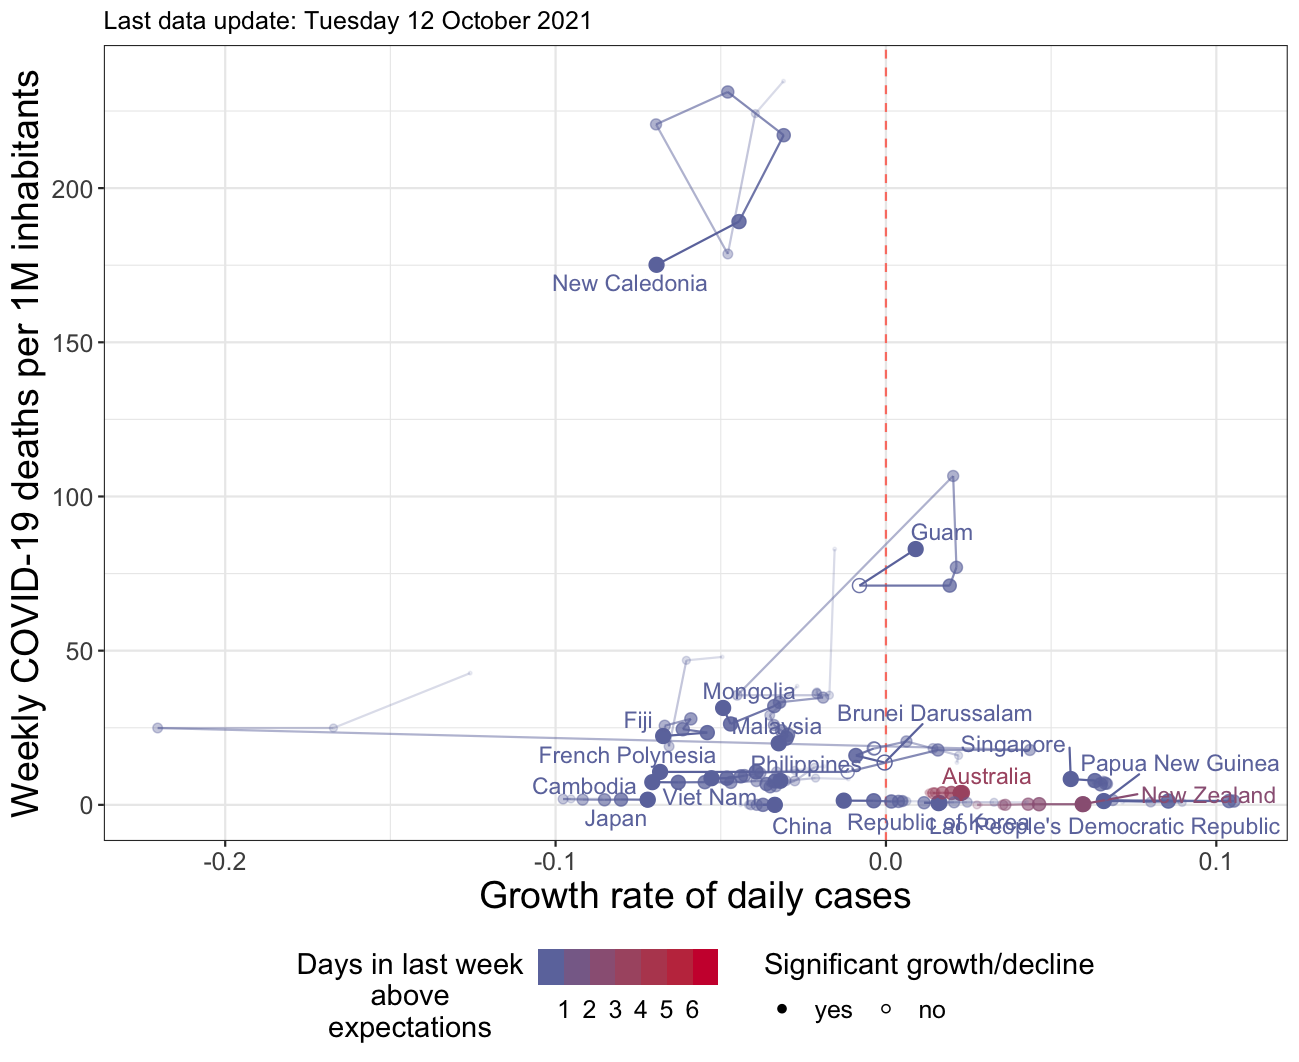 Last data update: Tuesday 12 October 2021
Weekly COVID-19 deaths per 1M inhabitants
200
150
100
50
0
New Caledonia
Guam
Mongolia
Fiji
Malaysia
Brunei Darussalam
Singapore
French Polynesia
Philippines
Papua New Guinea
Cambodia
Viet Nam
Australia
New Zealand
Japan
China
Republic of Korea
Lao People's Democratic Republic
-0.2
-0.1
0.0
0.1
Growth rate of daily cases
Days in last week
above
expectations
1 2 3 4 5 6
Significant growth/decline
yes
no